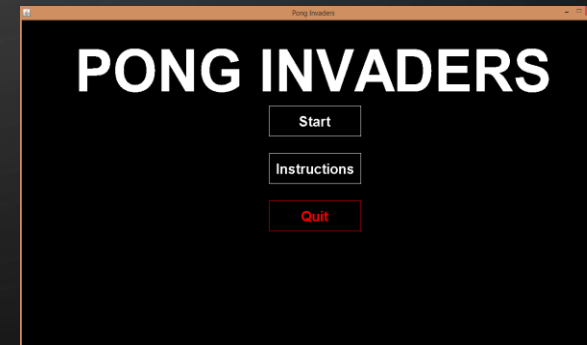 Pong Invaders
PONG INVADERS
Start
Instructions
Quit